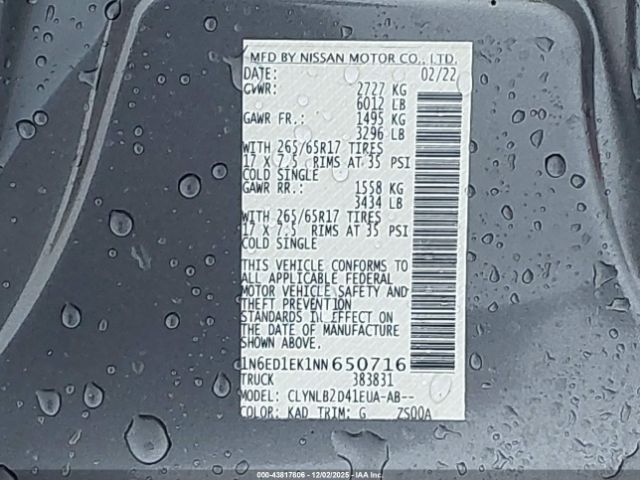 MFD BY NISSAN MOTOR CO., LTD.
DATE: 02/22
GVWR: 2727 KG
6012 LB
GAWR FR.: 1495 KG
3296 LB
WITH 265/65R17 TIRES
17 X 7.5 RIMS AT 35 PSI
COLD SINGLE
GAWR RR.: 1558 KG
3434 LB
WITH 265/65R17 TIRES
17 X 7.5 RIMS AT 35 PSI
COLD SINGLE
THIS VEHICLE CONFORMS TO
ALL APPLICABLE FEDERAL
MOTOR VEHICLE SAFETY AND
THEFT PREVENTION
STANDARDS IN EFFECT ON
THE DATE OF MANUFACTURE
SHOWN ABOVE.
1N6ED1EK1NN650716
TRUCK 383831
MODEL: CLYNLB2D41EUA-AB--
COLOR: KAD TRIM: G ZS00A
000-43817606 - 12/02/2025 - IAA Inc.